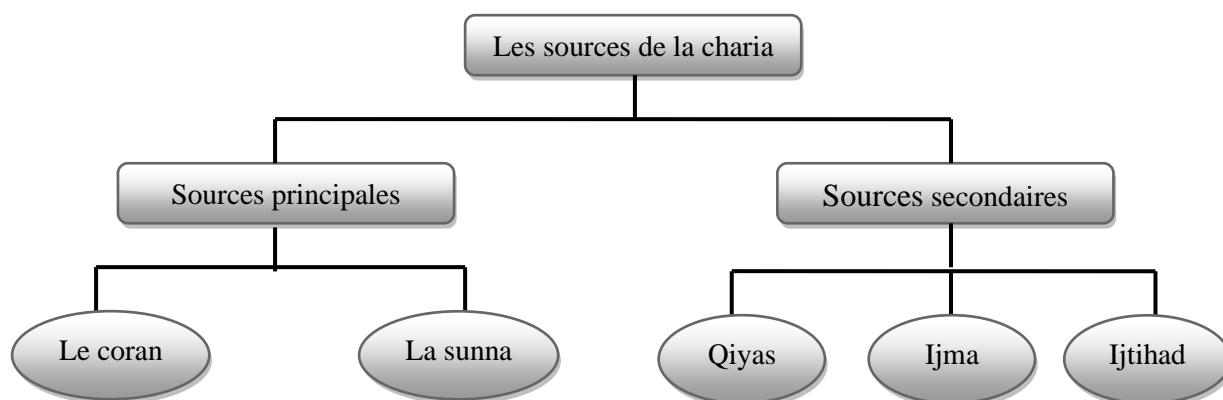 Les sources de la charia
Sources principales
Sources secondaires
Le coran
La sunna
Qiyas
Ijma
Ijtihad